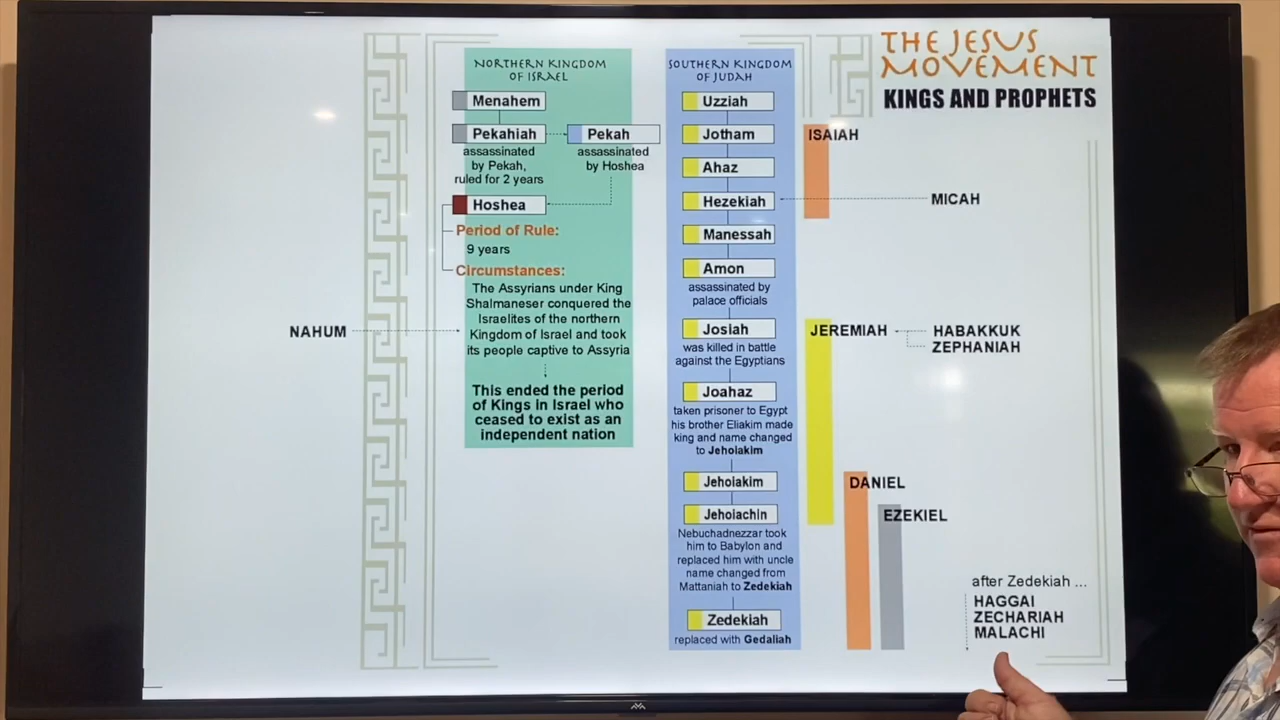 THE JESUS
MOVEMENT
KINGS AND PROPHETS
NORTHERN KINGDOM
OF ISRAEL
Menahem
Pekahiah
assassinated
by Pekah,
ruled for 2 years
Pekah
assassinated
by Hoshea
Hoshea
Period of Rule:
9 years
Circumstances:
The Assyrians under King
Shalmaneser conquered the
Israelites of the northern
Kingdom of Israel and took
its people captive to Assyria
This ended the period
of Kings in Israel who
ceased to exist as an
independent nation
NAHUM
SOUTHERN KINGDOM
OF JUDAH
Uzziah
Jotham
Ahaz
Hezekiah
Manessah
Amon
assassinated by
palace officials
Josiah
was killed in battle
against the Egyptians
Joahaz
taken prisoner to Egypt
his brother Eliakim made
king and name changed
to Jehoiakim
Jehoiakim
Jehoiachin
Nebuchadnezzar took
him to Babylon and
replaced him with uncle
name changed from
Mattaniah to Zedekiah
Zedekiah
replaced with Gedaliah
ISAIAH
MICAH
JEREMIAH
HABAKKUK
ZEPHANIAH
DANIEL
EZEKIEL
after Zedekiah ...
HAGGAI
ZECHARIAH
MALACHI